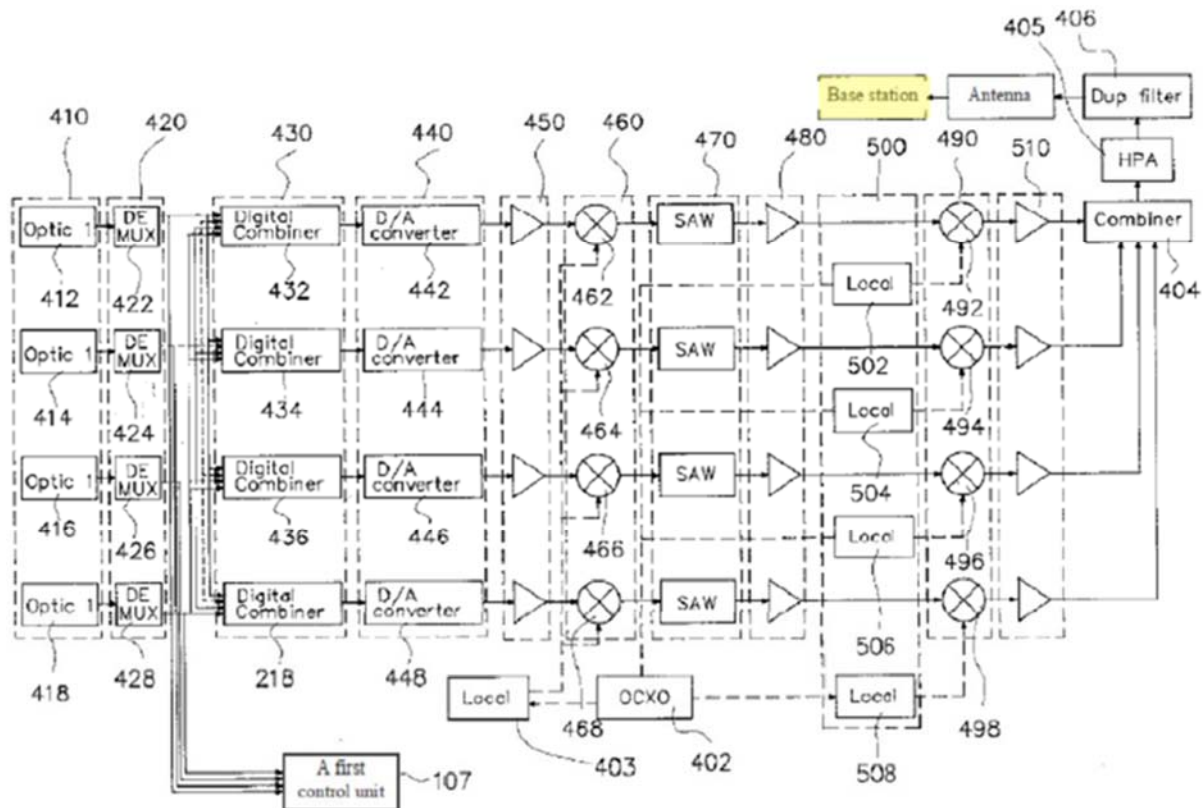 405
406
Base station
Antenna
Dup filter
410
420
430
440
450
460
470
480
500
490
510
HPA
Optic 1
DE
MUX
Digital
Combiner
D/A
converter
SAW
Combiner
412
422
432
442
462
Local
492
404
Optic 1
DE
MUX
Digital
Combiner
D/A
converter
SAW
502
414
424
434
444
464
Local
494
Optic 1
DE
MUX
Digital
Combiner
D/A
converter
SAW
504
416
426
436
446
466
Local
496
Optic 1
DE
MUX
Digital
Combiner
D/A
converter
SAW
506
418
428
218
448
Local
468
OCXO
Local
498
403
402
508
A first
control unit
107